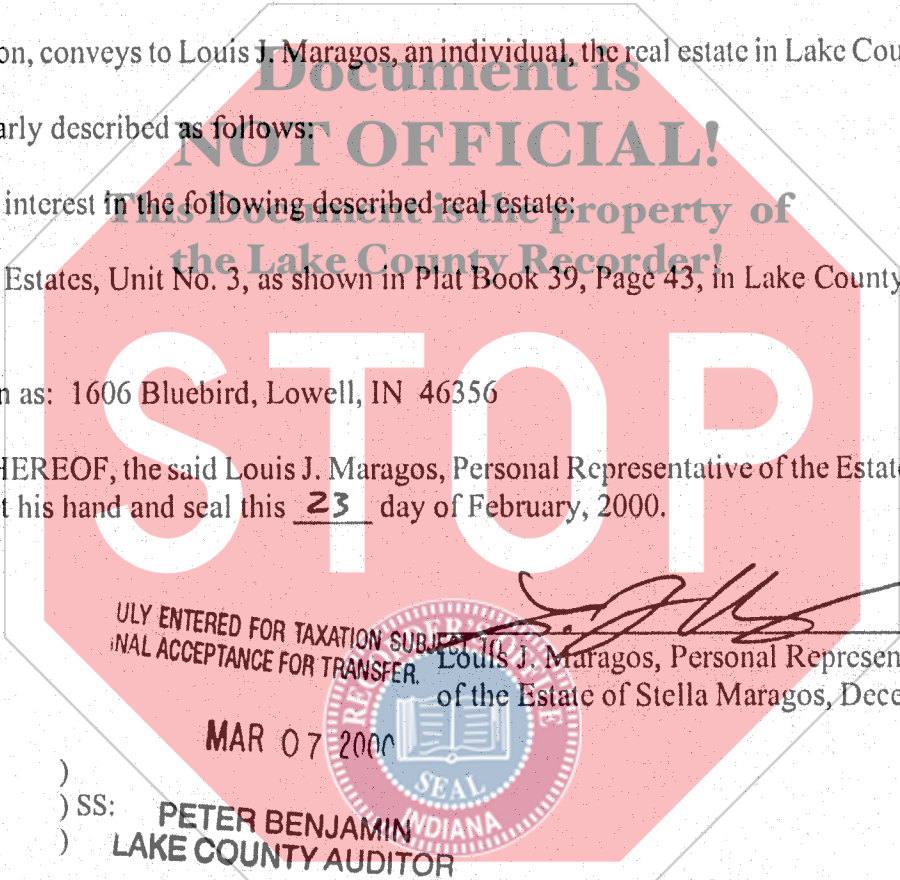 on, conveys to Louis J. Maragos, an individual, the real estate in Lake Cou
Document is
arly described as follows:
NOT OFFICIAL!
interest in the following described real estate:
This Document is the property of
the Lake County Recorder!
Estates, Unit No. 3, as shown in Plat Book 39, Page 43, in Lake County
STOP
n as: 1606 Bluebird, Lowell, IN 46356
HEREOF, the said Louis J. Maragos, Personal Representative of the Estate
t his hand and seal this 23 day of February, 2000.
ULY ENTERED FOR TAXATION SUBJECT TO
INAL ACCEPTANCE FOR TRANSFER.
Louis J. Maragos, Personal Represen
of the Estate of Stella Maragos, Dece
MAR 07 2000
RECORDER'S OFFICE
SEAL
INDIANA
)
) SS:
)
PETER BENJAMIN
LAKE COUNTY AUDITOR